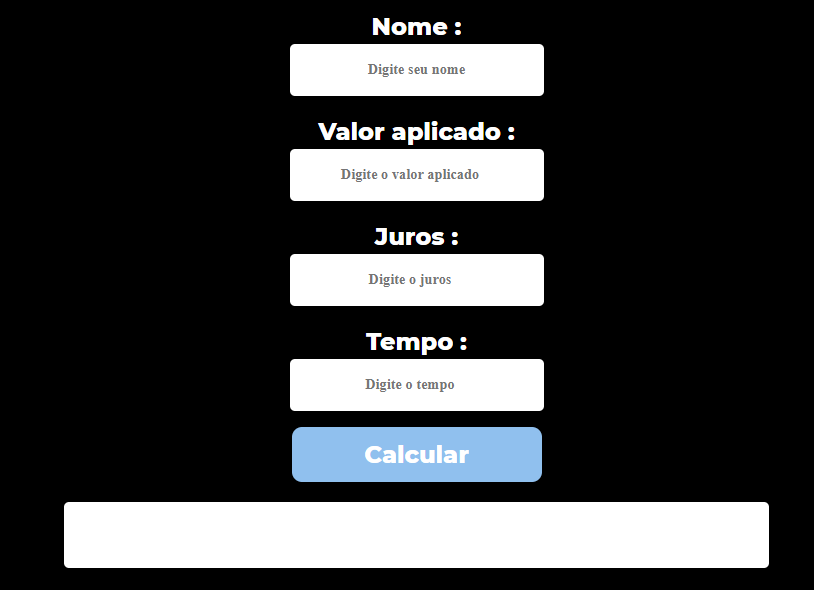 Nome :
Digite seu nome
Valor aplicado :
Digite o valor aplicado
Juros :
Digite o juros
Tempo :
Digite o tempo
Calcular